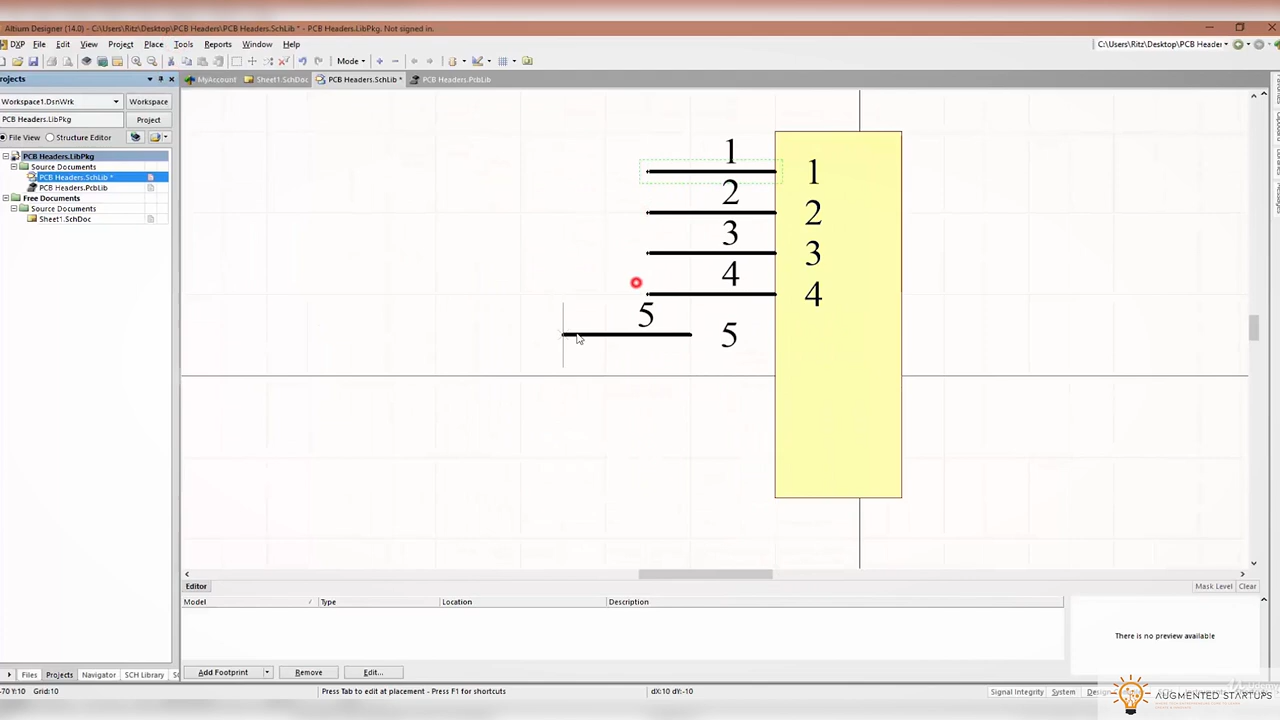 Altium Designer (14.0) - C:\Users\Ritz\Desktop\PCB Headers\PCB Headers.SchLib * - PCB Headers.LibPkg. Not signed in.
DXP File Edit View Project Place Tools Reports Window Help
C:\Users\Ritz\Desktop\PCB Header
Mode
rojects
MyAccount Sheet1.SchDoc PCB Headers.SchLib * PCB Headers.PcbLib
Workspace1.DsnWrk Workspace
PCB Headers.LibPkg Project
File View Structure Editor
PCB Headers.LibPkg
Source Documents
PCB Headers.SchLib *
PCB Headers.PcbLib
Free Documents
Source Documents
Sheet1.SchDoc
1
1
2
2
3
3
4
4
5
5
Editor
Mask Level Clear
Model / Type Location Description
There is no preview available
Add Footprint Remove Edit...
Files Projects Navigator SCH Library
-70 Y:10 Grid:10 Press Tab to edit at placement - Press F1 for shortcuts dX:10 dY:-10 Signal Integrity System
AUGMENTED STARTUPS